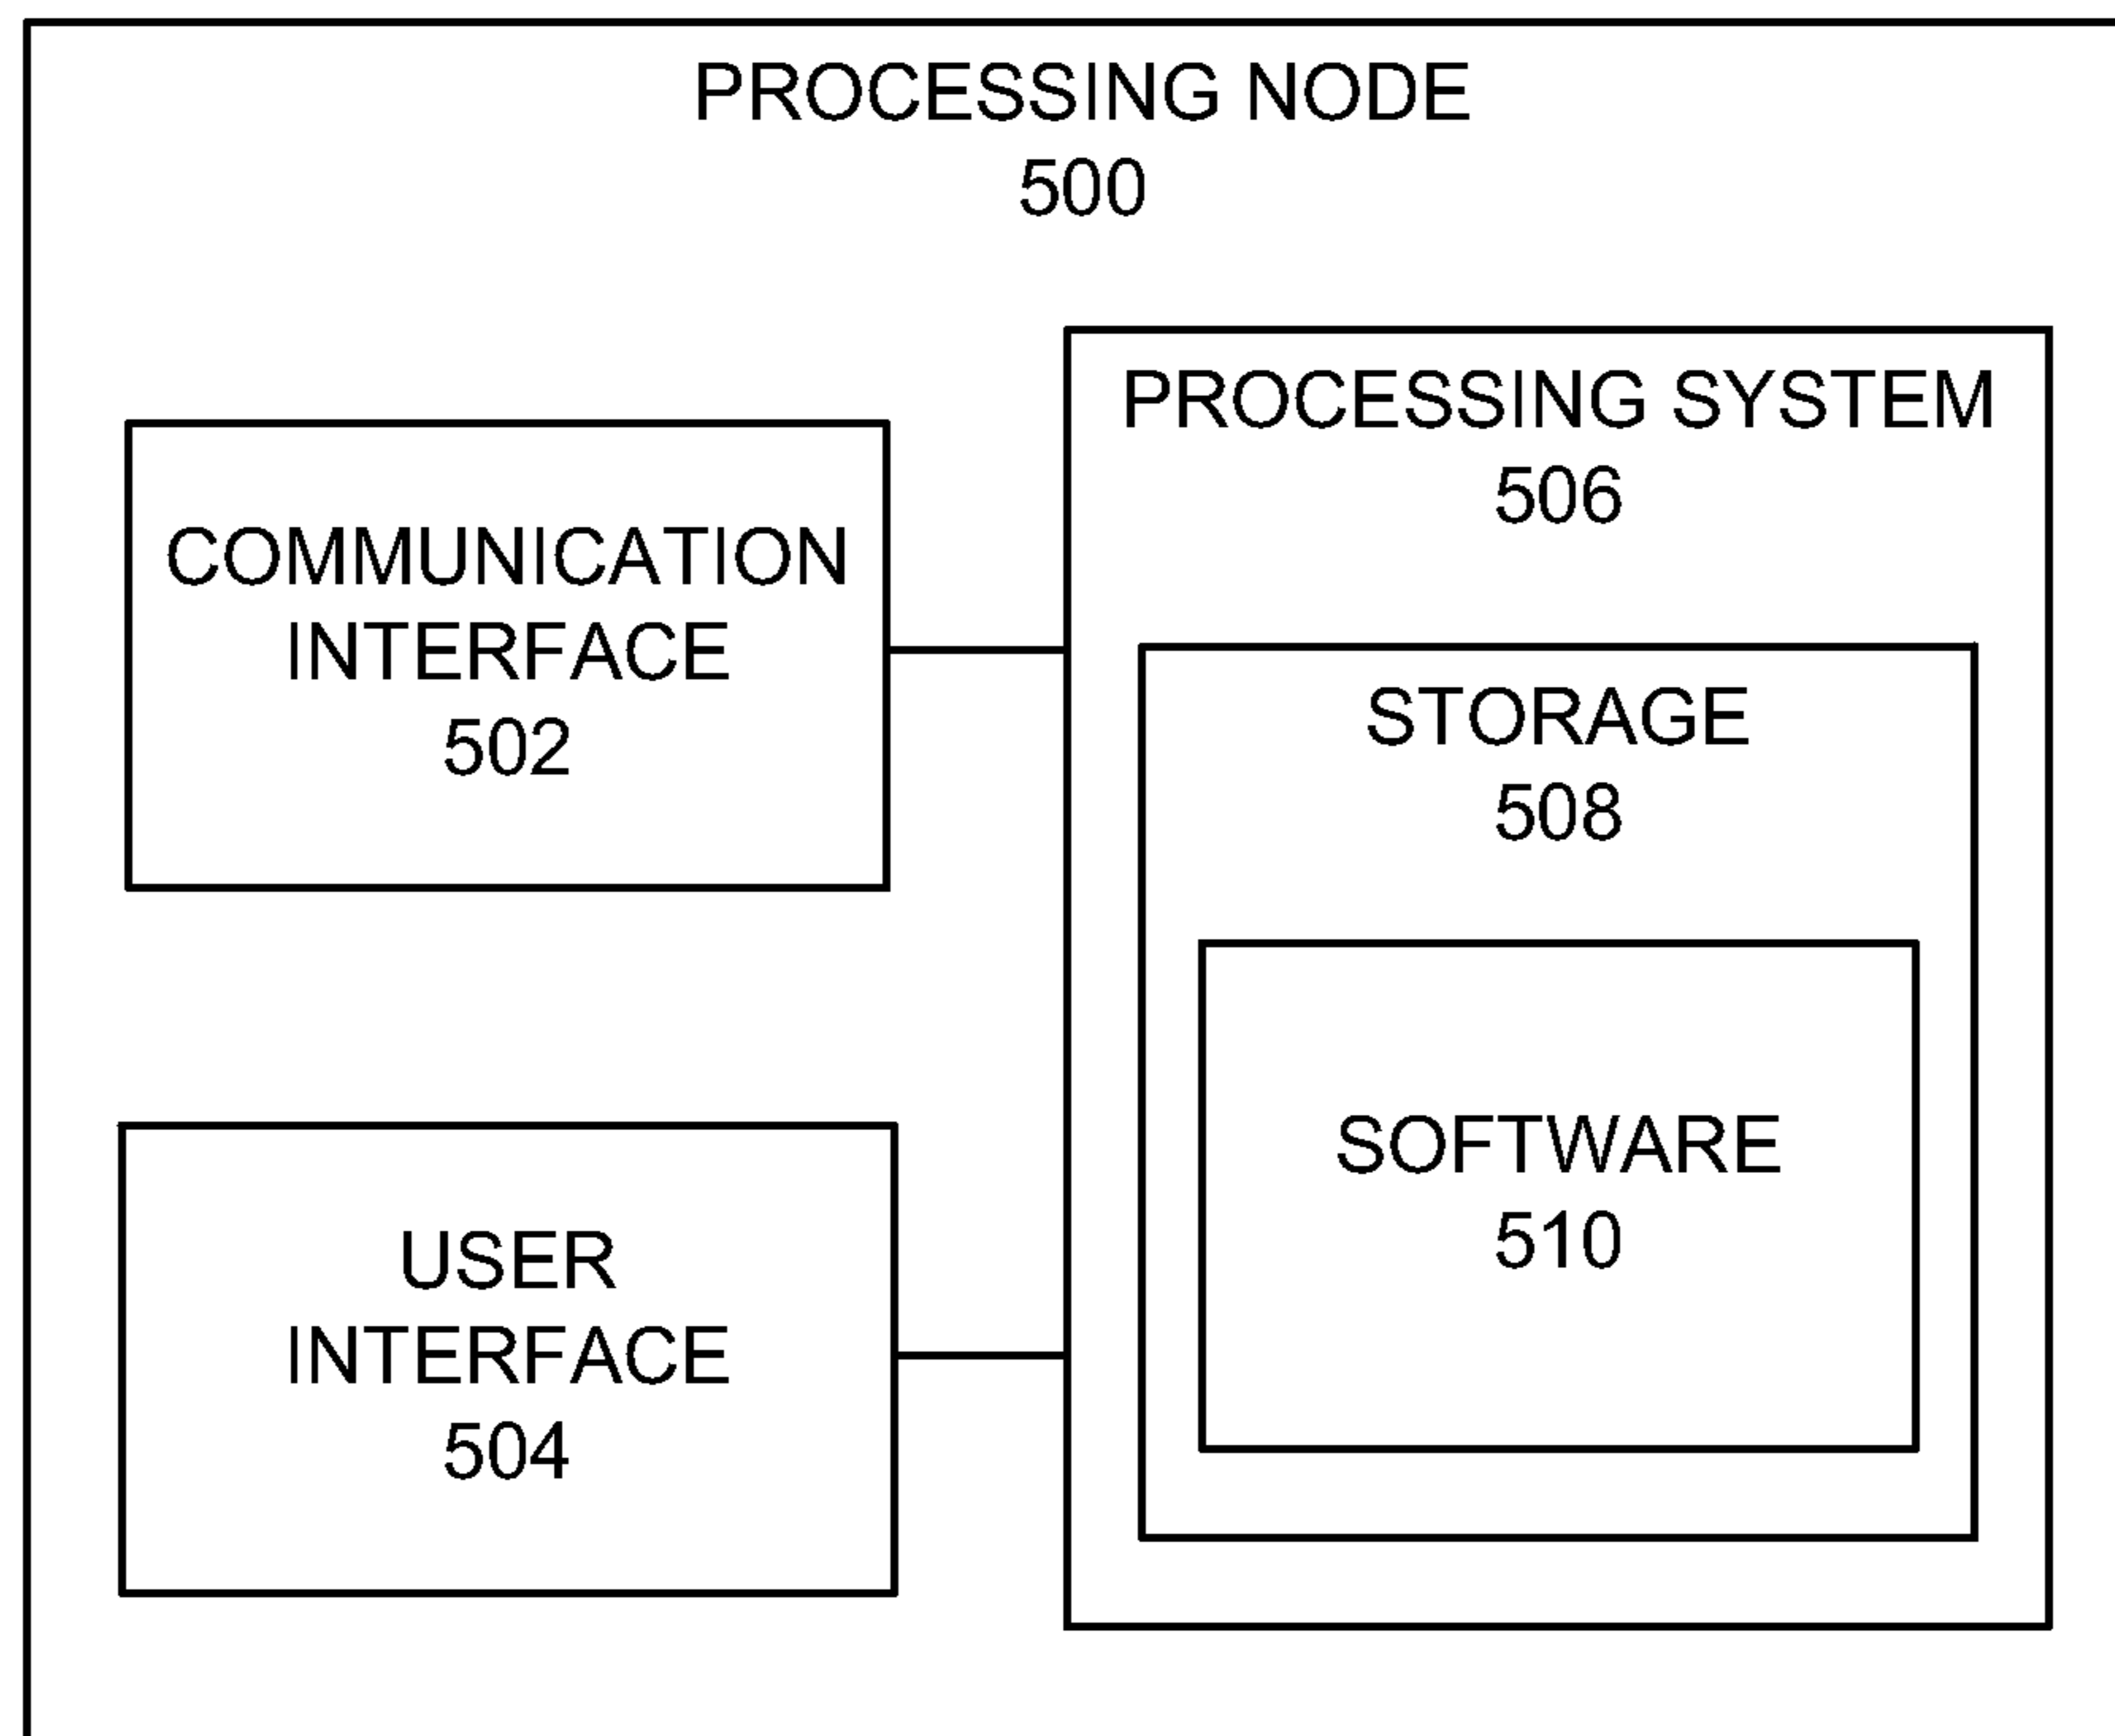 PROCESSING NODE
500
PROCESSING SYSTEM
506
COMMUNICATION
INTERFACE
502
STORAGE
508
SOFTWARE
510
USER
INTERFACE
504